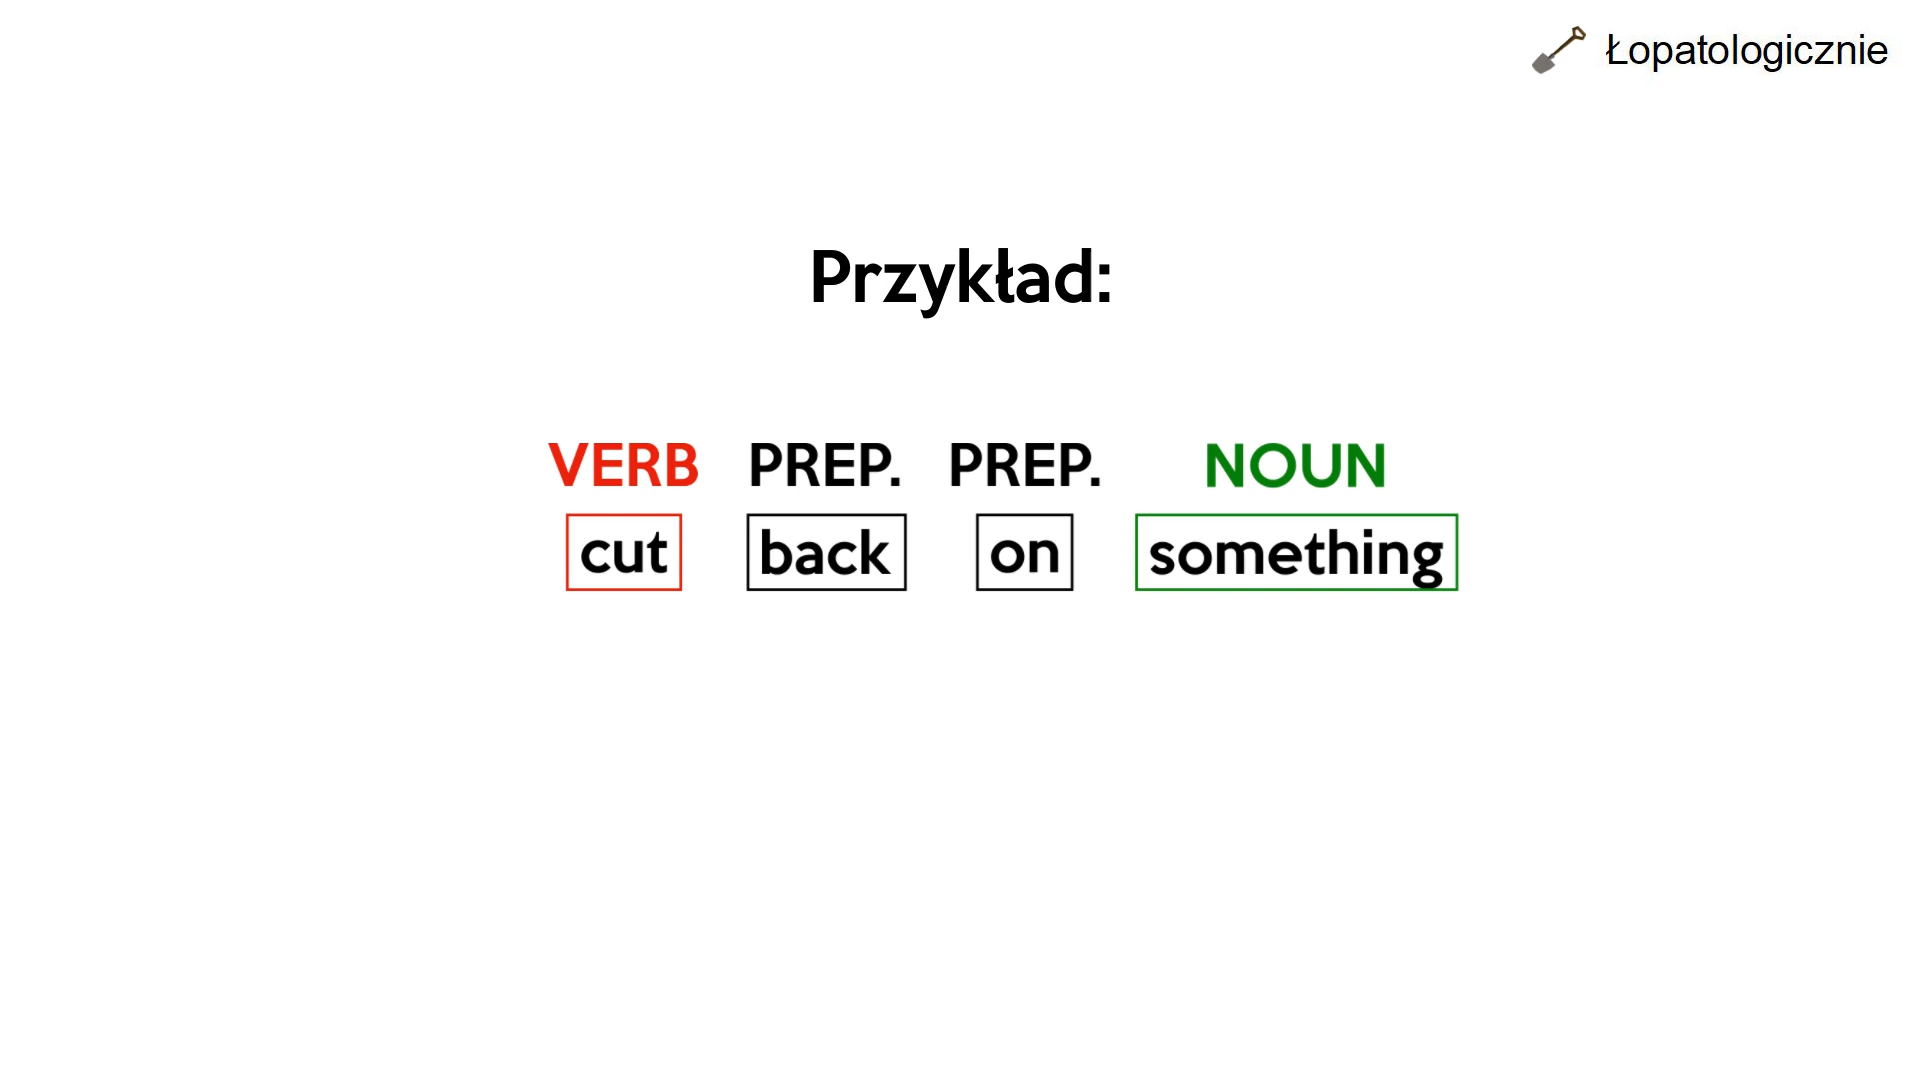 Łopatologicznie
Przykład:
VERB PREP. PREP. NOUN
cut back on something